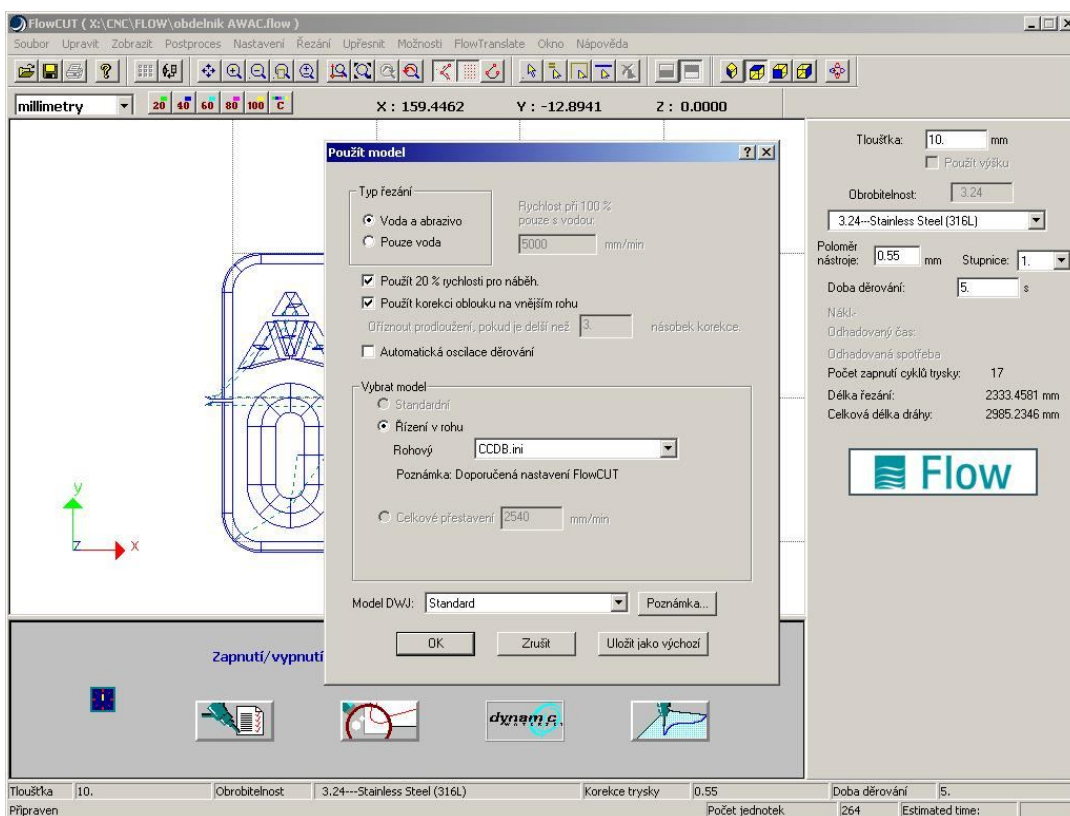 FlowCUT ( X:\CNC\FLOW\obdelnik AWAC.flow )
Soubor Upravit Zobrazit Postproces Nastavení Řezání Upřesnit Možnosti FlowTranslate Okno Nápověda
millimetry 20 40 60 80 100 C X : 159.4462 Y : -12.8941 Z : 0.0000
Použít model
Typ řezání
Voda a abrazivo
Pouze voda
Rychlost při 100 %
pouze s vodou:
5000 mm/min
Použít 20 % rychlosti pro náběh.
Použít korekci oblouku na vnějším rohu
Oříznout prodloužení, pokud je delší než 3. násobek korekce.
Automatická oscilace děrování
Vybrat model
Standardní
Řízení v rohu
Rohový CCDB.ini
Poznámka: Doporučená nastavení FlowCUT
Celkové přestavení 2540 mm/min
Model DWJ: Standard Poznámka...
OK Zrušit Uložit jako výchozí
Tloušťka: 10. mm
Použít výšku
Obrobitelnost: 3.24
3.24---Stainless Steel (316L)
Poloměr
nástroje: 0.55 mm Stupnice: 1.
Doba děrování: 5. s
Nákl.-
Odhadovaný čas:
Odhadovaná spotřeba
Počet zapnutí cyklů trysky: 17
Délka řezání: 2333.4581 mm
Celková délka dráhy: 2985.2346 mm
Flow
y
z x
Zapnutí/vypnutí
Tloušťka 10. Obrobitelnost 3.24---Stainless Steel (316L) Korekce trysky 0.55 Doba děrování 5.
Připraven Počet jednotek 264 Estimated time: